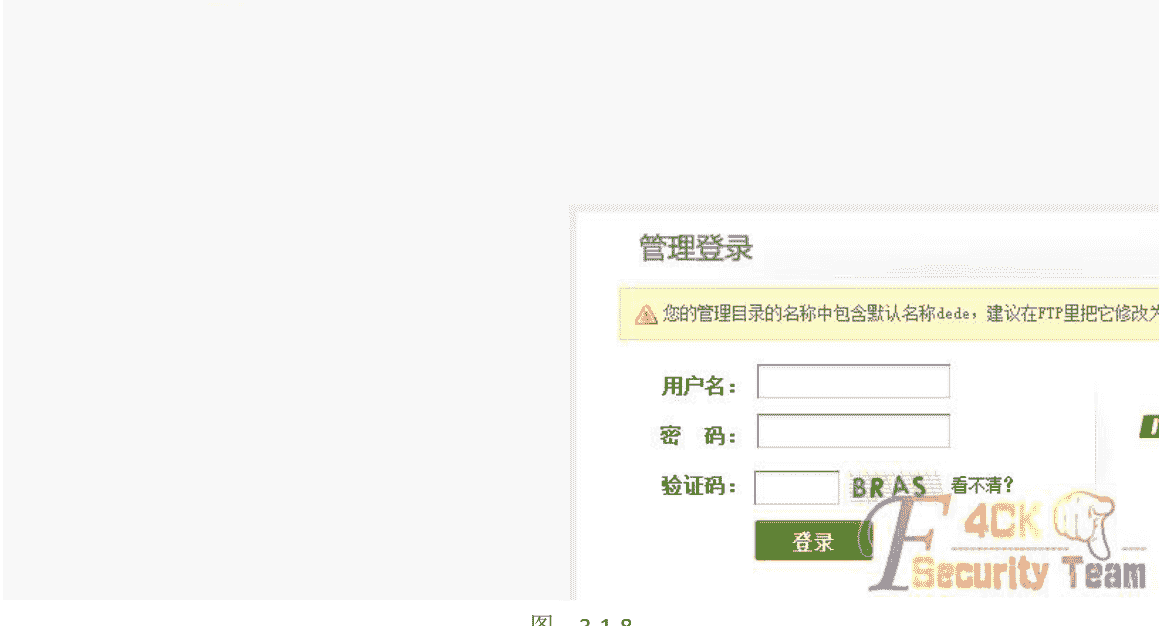 管理登录
您的管理目录的名称中包含默认名称dede，建议在FTP里把它修改为
用户名：
密 码：
验证码： BRAS 看不清？
登录
F4CK
Security Team
图 3.1.8